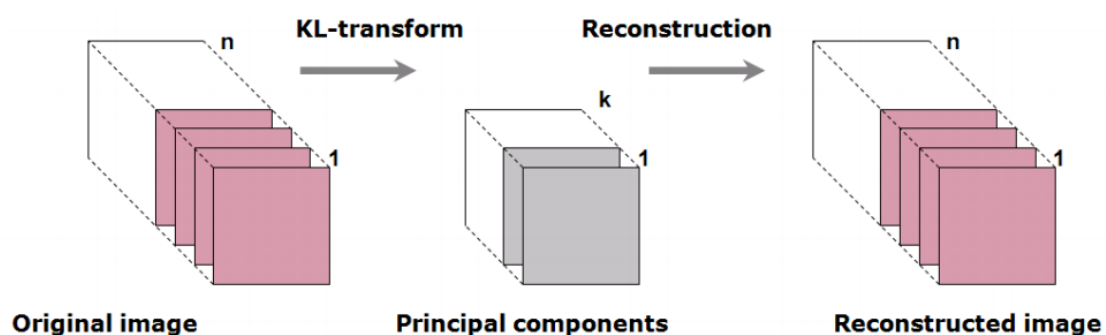 KL-transform
Reconstruction
n
k
n
1
1
1
Original image
Principal components
Reconstructed image